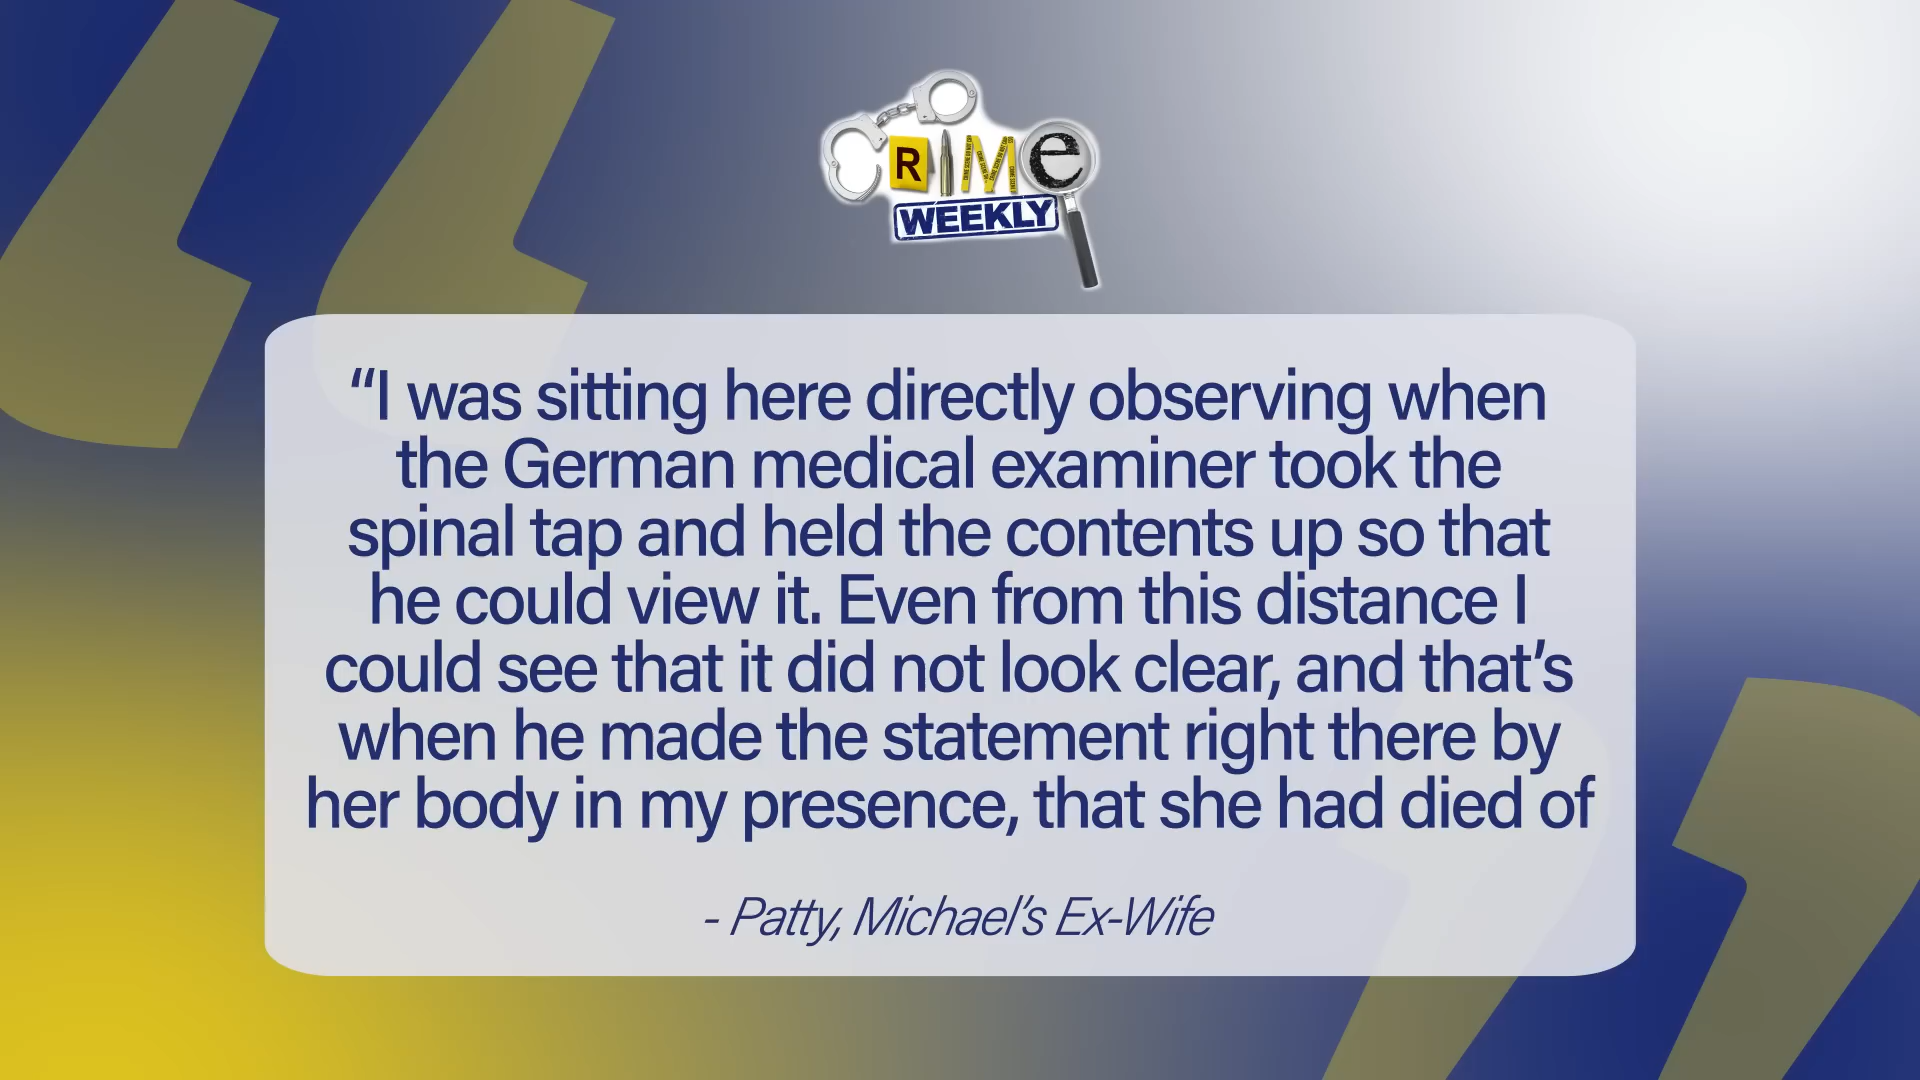 CRIMe
WEEKLY
“I was sitting here directly observing when
the German medical examiner took the
spinal tap and held the contents up so that
he could view it. Even from this distance I
could see that it did not look clear, and that’s
when he made the statement right there by
her body in my presence, that she had died of
- Patty, Michael’s Ex-Wife